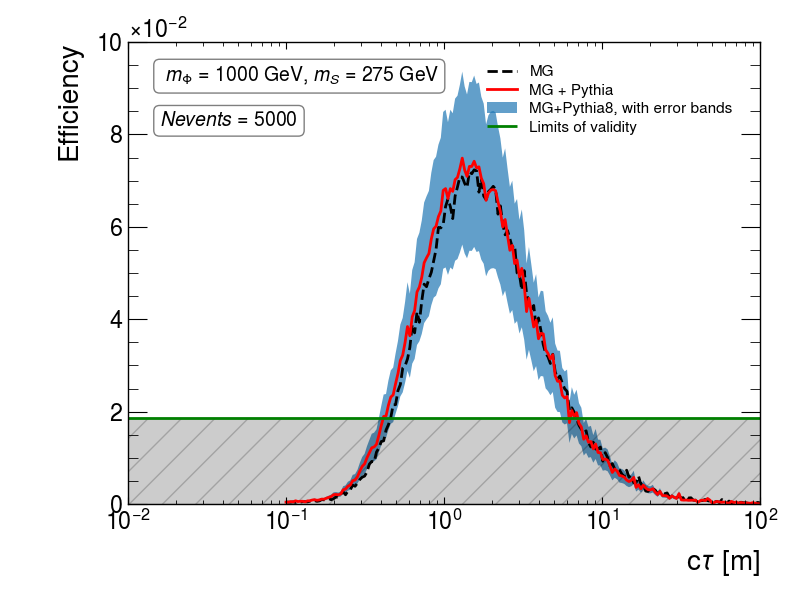 ×10⁻²
m_Φ = 1000 GeV, m_S = 275 GeV
Nevents = 5000
MG
MG + Pythia
MG+Pythia8, with error bands
Limits of validity
Efficiency
10
8
6
4
2
0
10⁻² 10⁻¹ 10⁰ 10¹ 10²
cτ [m]